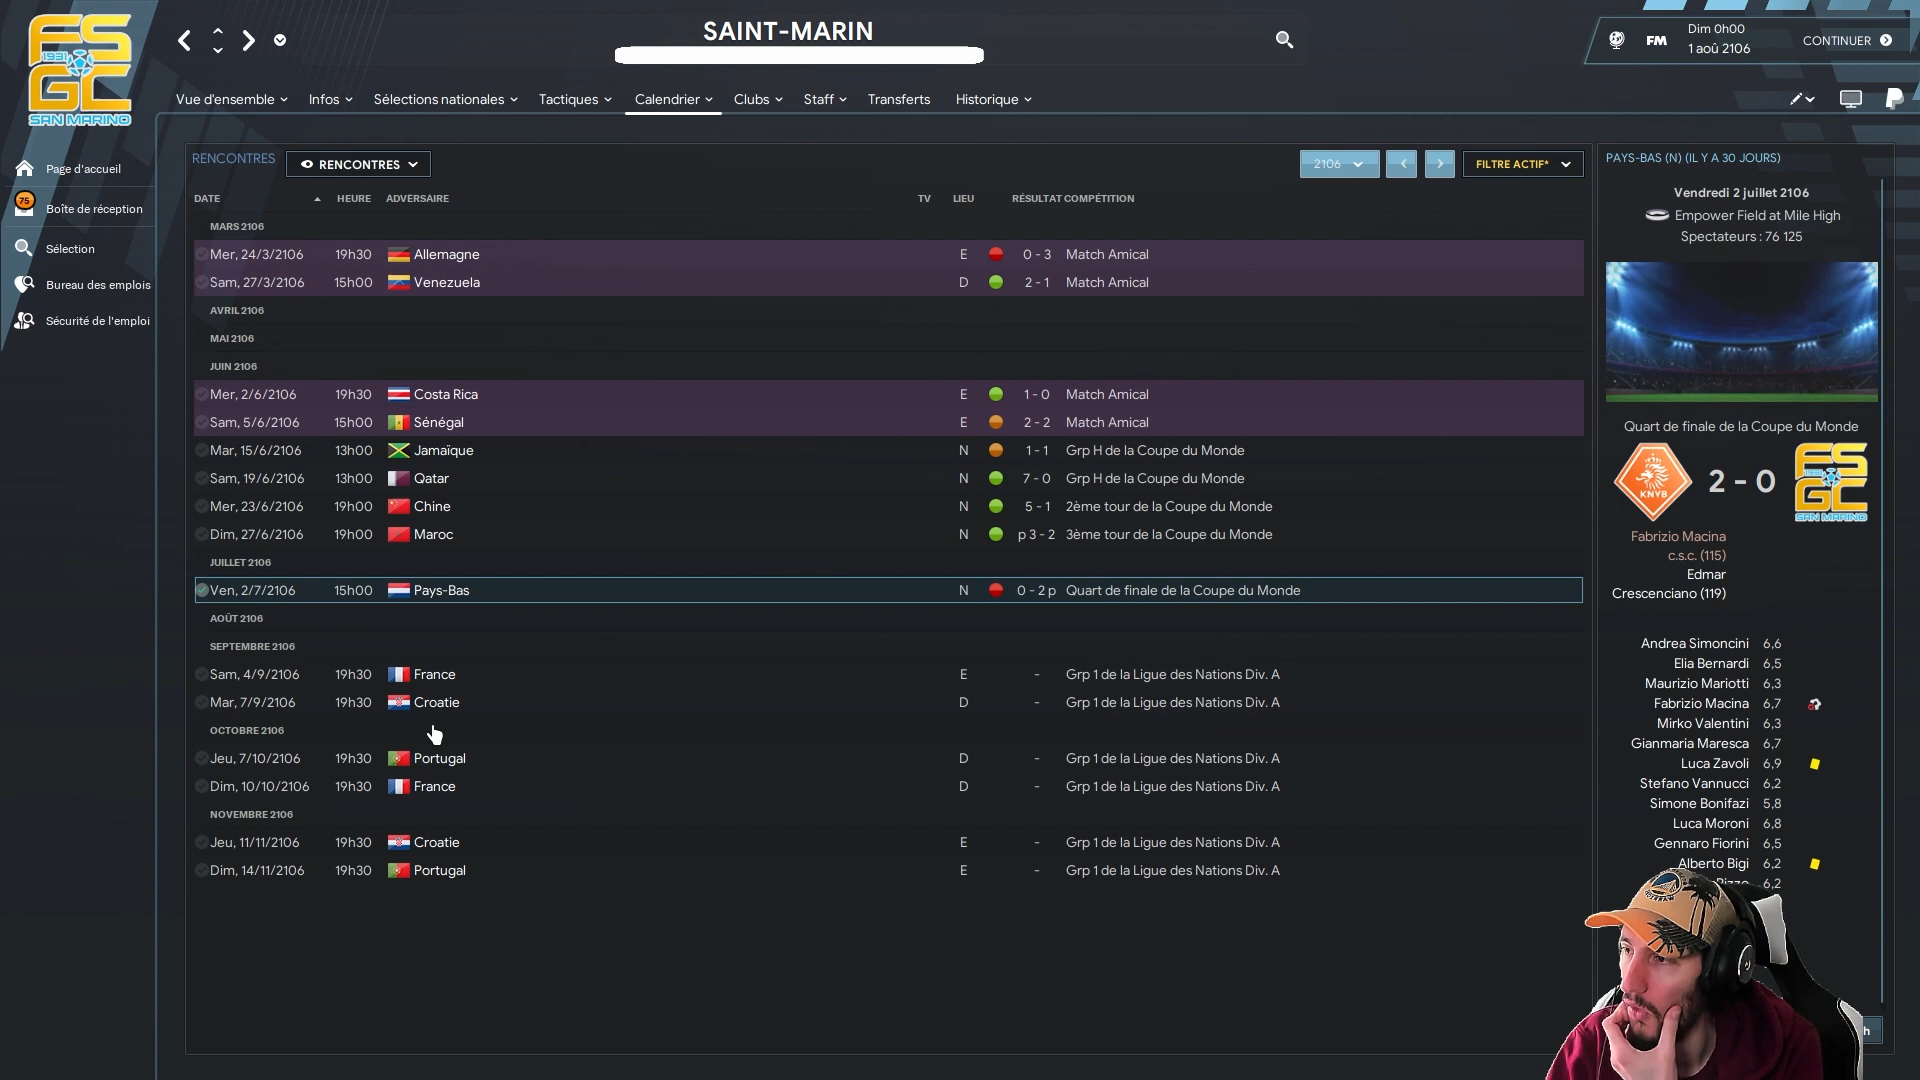 FSGC
1931
SAN MARINO
SAINT-MARIN
FM
Dim 0h00
1 aoû 2106
CONTINUER
Vue d'ensemble
Infos
Sélections nationales
Tactiques
Calendrier
Clubs
Staff
Transferts
Historique
Page d'accueil
75
Boîte de réception
Sélection
Bureau des emplois
Sécurité de l'emploi
RENCONTRES
RENCONTRES
2106
FILTRE ACTIF*
DATE HEURE ADVERSAIRE TV LIEU RÉSULTAT COMPÉTITION
MARS 2106
Mer, 24/3/2106 19h30 Allemagne E 0 - 3 Match Amical
Sam, 27/3/2106 15h00 Venezuela D 2 - 1 Match Amical
AVRIL 2106
MAI 2106
JUIN 2106
Mer, 2/6/2106 19h30 Costa Rica E 1 - 0 Match Amical
Sam, 5/6/2106 15h00 Sénégal E 2 - 2 Match Amical
Mar, 15/6/2106 13h00 Jamaïque N 1 - 1 Grp H de la Coupe du Monde
Sam, 19/6/2106 13h00 Qatar N 7 - 0 Grp H de la Coupe du Monde
Mer, 23/6/2106 19h00 Chine N 5 - 1 2ème tour de la Coupe du Monde
Dim, 27/6/2106 19h00 Maroc N p 3 - 2 3ème tour de la Coupe du Monde
JUILLET 2106
Ven, 2/7/2106 15h00 Pays-Bas N 0 - 2 p Quart de finale de la Coupe du Monde
AOÛT 2106
SEPTEMBRE 2106
Sam, 4/9/2106 19h30 France E - Grp 1 de la Ligue des Nations Div. A
Mar, 7/9/2106 19h30 Croatie D - Grp 1 de la Ligue des Nations Div. A
OCTOBRE 2106
Jeu, 7/10/2106 19h30 Portugal D - Grp 1 de la Ligue des Nations Div. A
Dim, 10/10/2106 19h30 France D - Grp 1 de la Ligue des Nations Div. A
NOVEMBRE 2106
Jeu, 11/11/2106 19h30 Croatie E - Grp 1 de la Ligue des Nations Div. A
Dim, 14/11/2106 19h30 Portugal E - Grp 1 de la Ligue des Nations Div. A
PAYS-BAS (N) (IL Y A 30 JOURS)
Vendredi 2 juillet 2106
Empower Field at Mile High
Spectateurs : 76 125
Quart de finale de la Coupe du Monde
KNVB
2 - 0
FSGC
1931
SAN MARINO
Fabrizio Macina
c.s.c. (115)
Edmar
Crescenciano (119)
Andrea Simoncini 6,6
Elia Bernardi 6,5
Maurizio Mariotti 6,3
Fabrizio Macina 6,7
Mirko Valentini 6,3
Gianmaria Maresca 6,7
Luca Zavoli 6,9
Stefano Vannucci 6,2
Simone Bonifazi 5,8
Luca Moroni 6,8
Gennaro Fiorini 6,5
Alberto Bigi 6,2
6,2
h